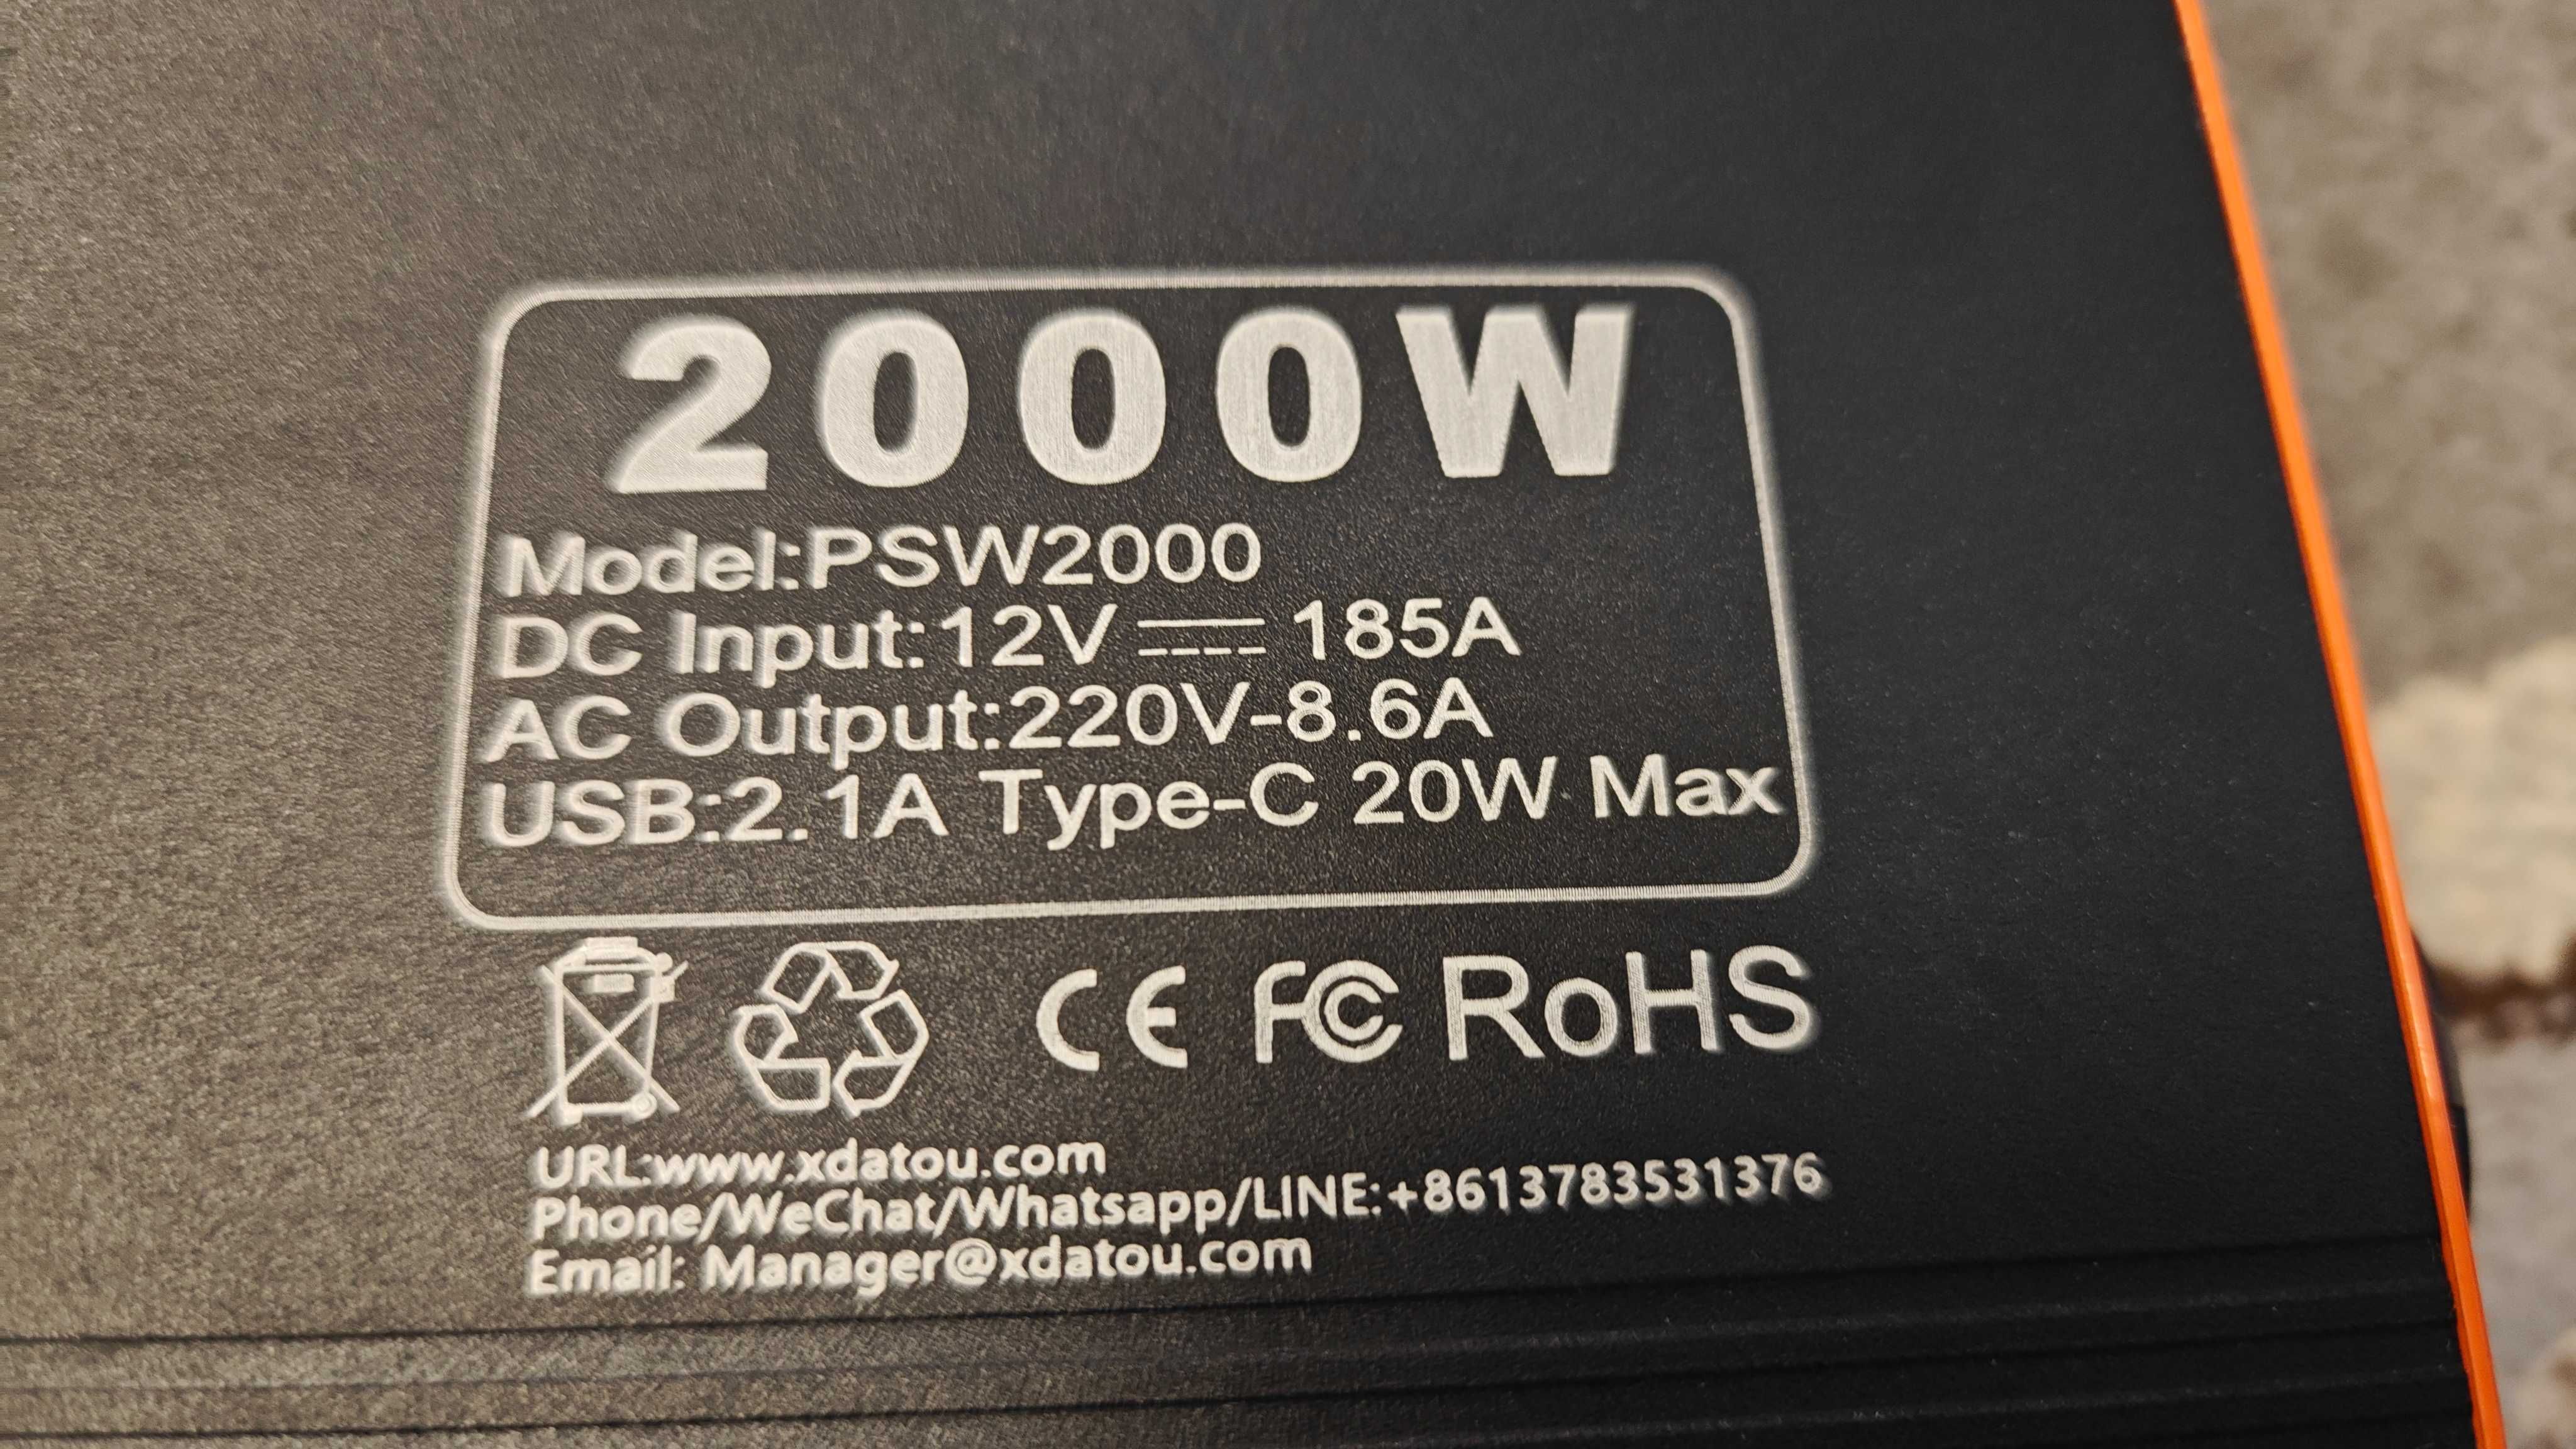 2000W
Model:PSW2000
DC Input:12V⎓185A
AC Output:220V-8.6A
USB:2.1A Type-C 20W Max
CE FC RoHS
URL:www.xdatou.com
Phone/WeChat/Whatsapp/LINE:+8613783531376
Email: Manager@xdatou.com